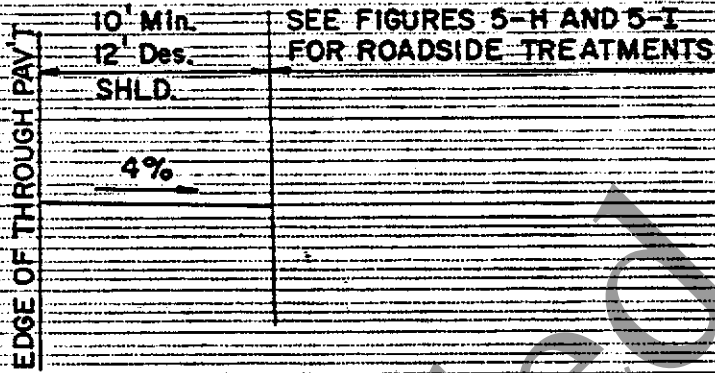 10' Min.
12' Des.
SHLD.
SEE FIGURES 5-H AND 5-I
FOR ROADSIDE TREATMENTS
4%
EDGE OF THROUGH PAV'T